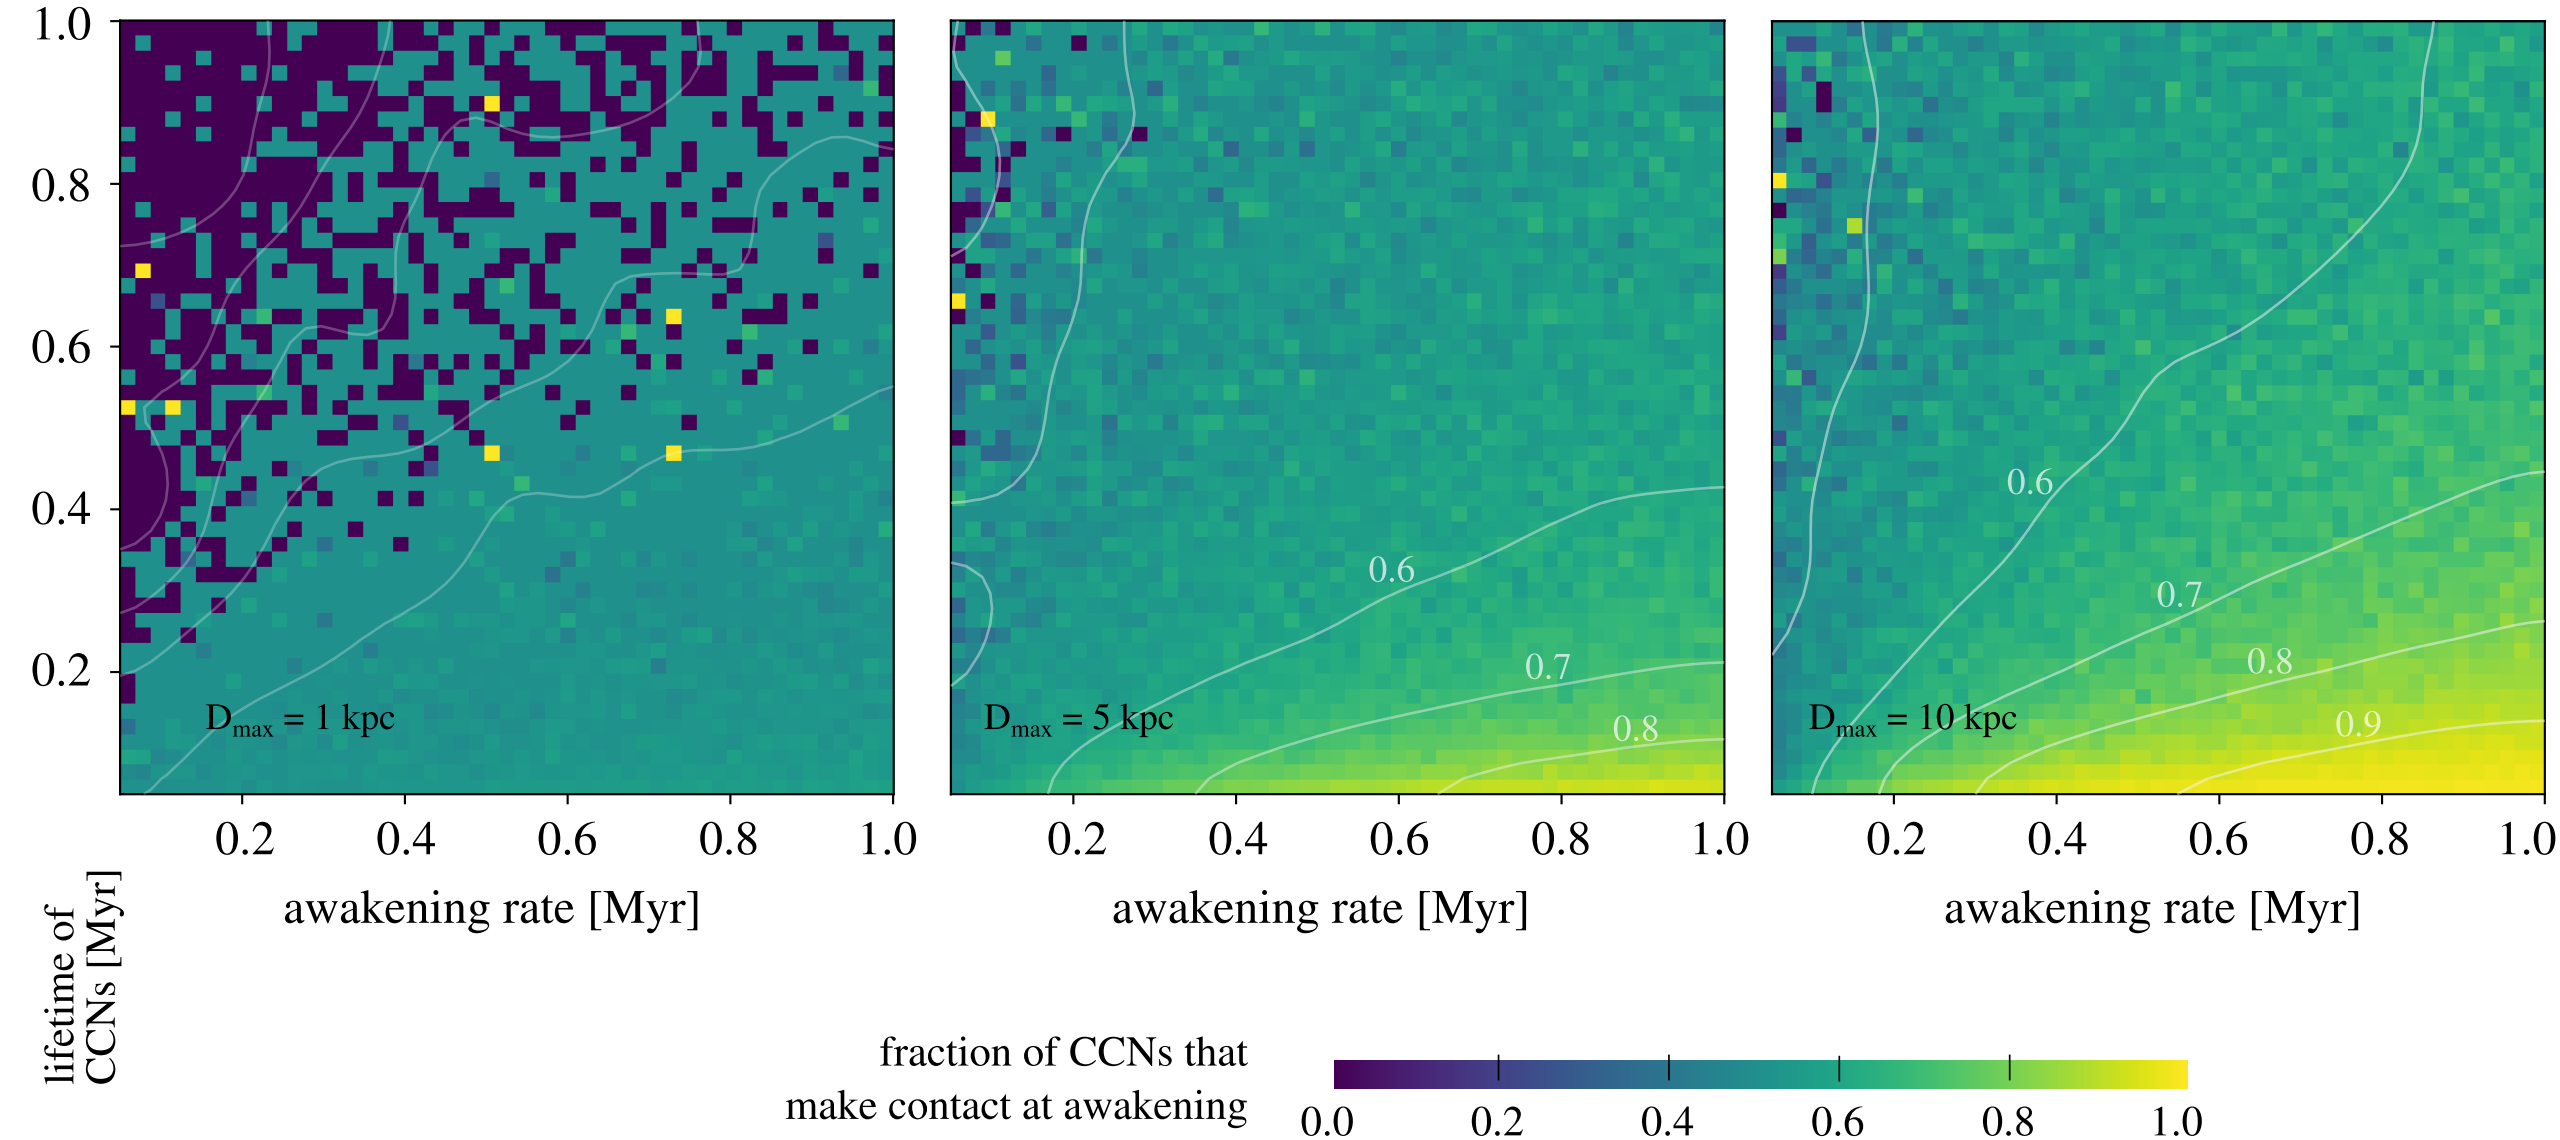 1.0
0.8
0.6
0.4
0.2
D_max = 1 kpc
0.2 0.4 0.6 0.8 1.0
awakening rate [Myr]
0.6
0.7
0.8
D_max = 5 kpc
0.2 0.4 0.6 0.8 1.0
awakening rate [Myr]
0.6
0.7
0.8
0.9
D_max = 10 kpc
0.2 0.4 0.6 0.8 1.0
awakening rate [Myr]
lifetime of
CCNs [Myr]
fraction of CCNs that
make contact at awakening
0.0 0.2 0.4 0.6 0.8 1.0